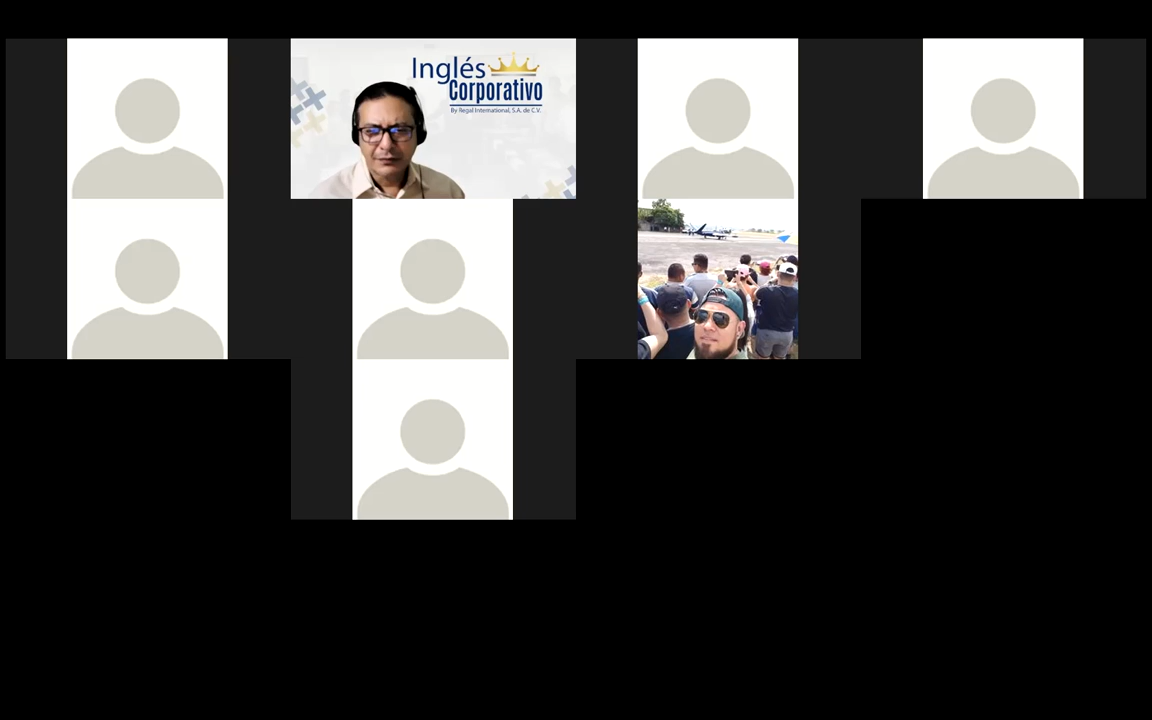 Inglés
Corporativo
By Regal International, S.A. de C.V.